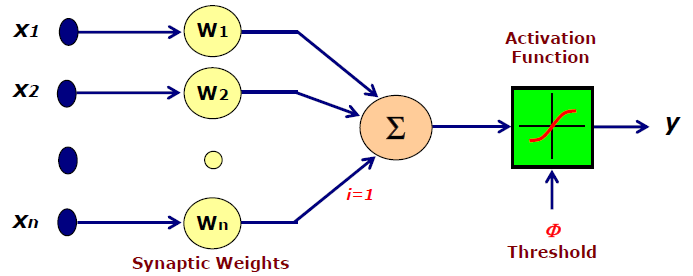 x1
W1
x2
W2
xn
Wn
Synaptic Weights
Σ
i=1
Activation
Function
y
Φ
Threshold